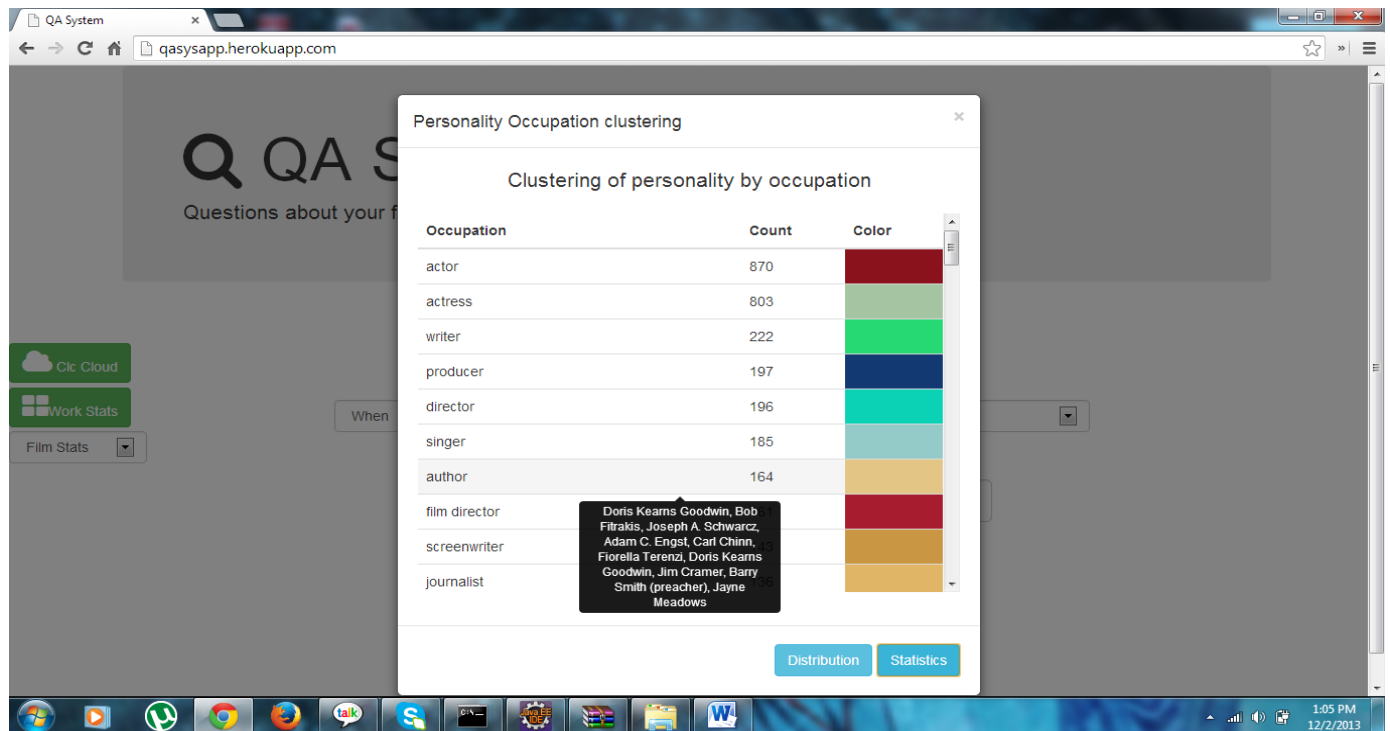 QA System
qasysapp.herokuapp.com
Personality Occupation clustering
QA S
Questions about your f
Clustering of personality by occupation
Occupation Count Color
actor 870
actress 803
writer 222
producer 197
director 196
singer 185
author 164
film director
screenwriter
journalist
Doris Kearns Goodwin, Bob
Fitrakis, Joseph A. Schwarcz,
Adam C. Engst, Carl Chinn,
Fiorella Terenzi, Doris Kearns
Goodwin, Jim Cramer, Barry
Smith (preacher), Jayne
Meadows
Clc Cloud
Work Stats
Film Stats
When
Distribution Statistics
talk
Java EE
IDE
1:05 PM
12/2/2013